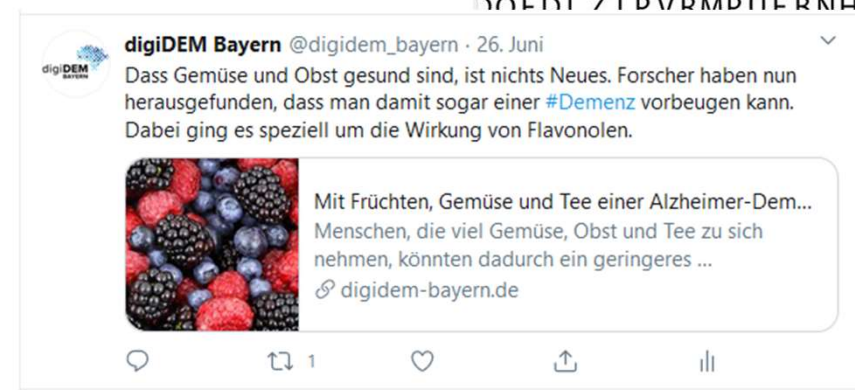 digiDEM Bayern @digidem_bayern · 26. Juni
digiDEM
BAYERN
Dass Gemüse und Obst gesund sind, ist nichts Neues. Forscher haben nun
herausgefunden, dass man damit sogar einer #Demenz vorbeugen kann.
Dabei ging es speziell um die Wirkung von Flavonolen.
Mit Früchten, Gemüse und Tee einer Alzheimer-Dem...
Menschen, die viel Gemüse, Obst und Tee zu sich
nehmen, könnten dadurch ein geringeres ...
digidem-bayern.de
1